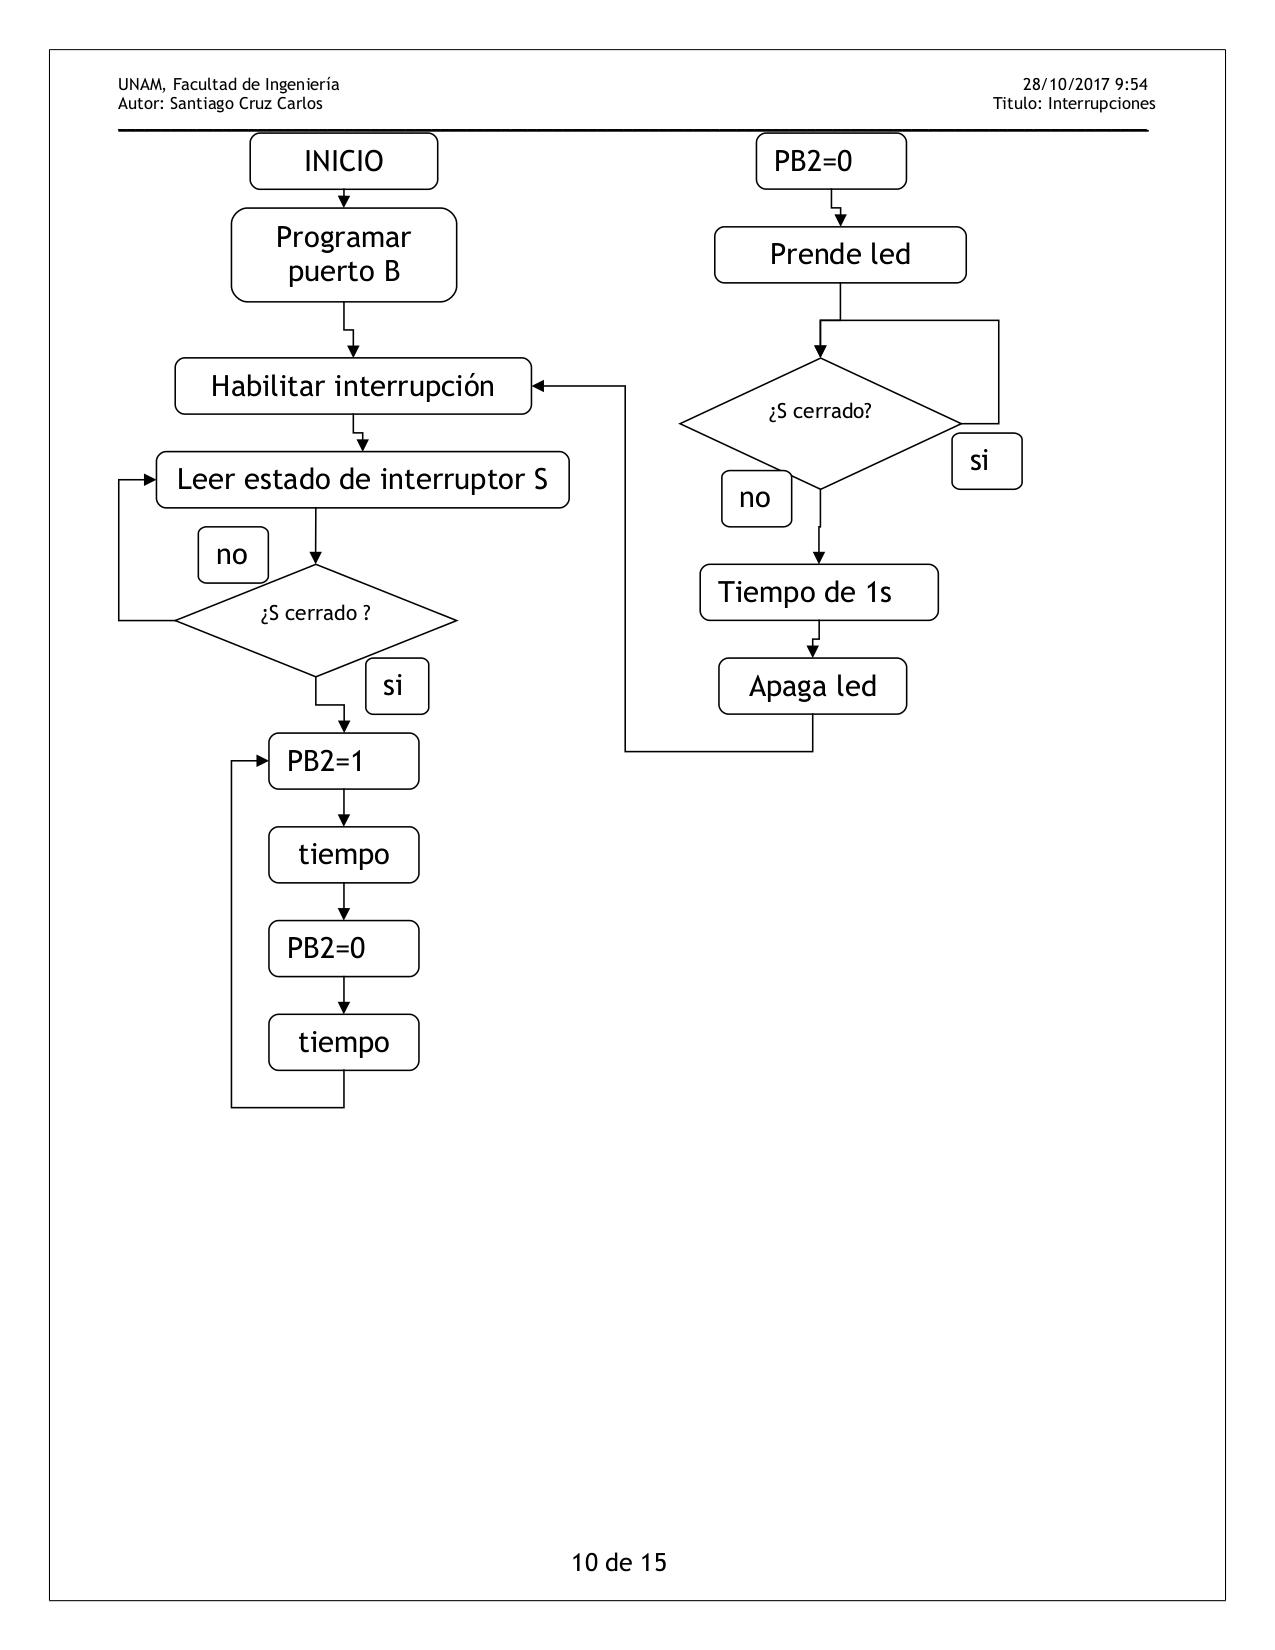 UNAM, Facultad de Ingeniería
Autor: Santiago Cruz Carlos
28/10/2017 9:54
Titulo: Interrupciones
INICIO
Programar
puerto B
Habilitar interrupción
Leer estado de interruptor S
no
¿S cerrado ?
si
PB2=1
tiempo
PB2=0
tiempo
PB2=0
Prende led
¿S cerrado?
si
no
Tiempo de 1s
Apaga led
10 de 15